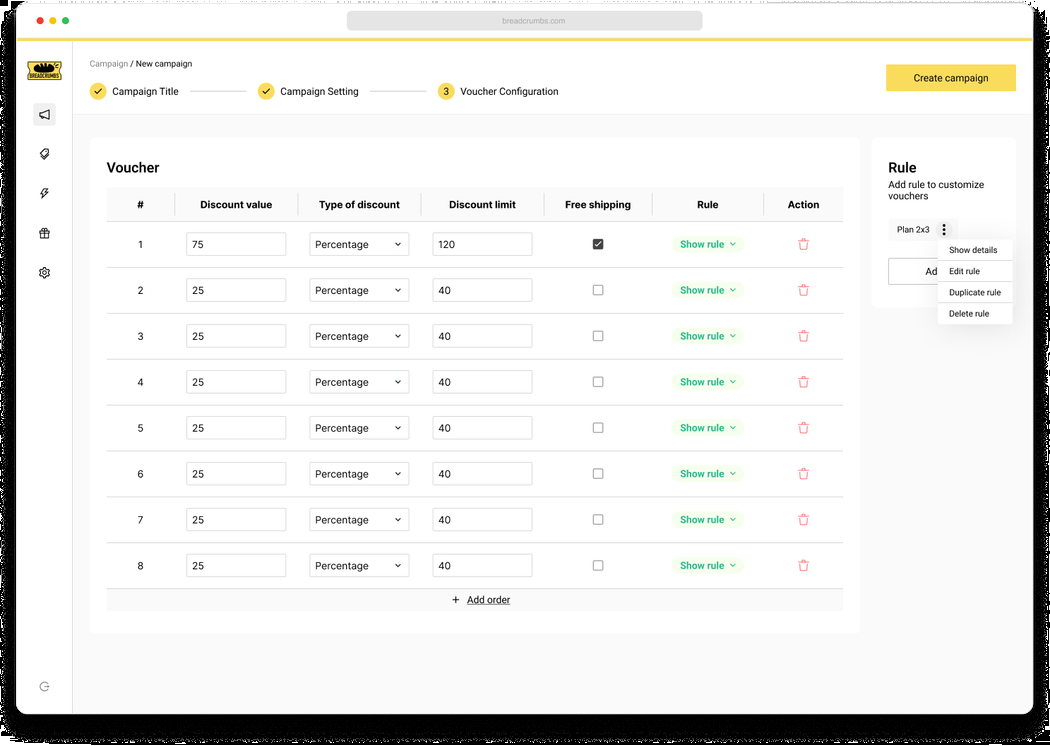 breadcrumbs.com
BREADCRUMBS
Campaign / New campaign
Campaign Title
Campaign Setting
3 Voucher Configuration
Create campaign
Voucher
# Discount value Type of discount Discount limit Free shipping Rule Action
1 75 Percentage 120 Show rule
2 25 Percentage 40 Show rule
3 25 Percentage 40 Show rule
4 25 Percentage 40 Show rule
5 25 Percentage 40 Show rule
6 25 Percentage 40 Show rule
7 25 Percentage 40 Show rule
8 25 Percentage 40 Show rule
+ Add order
Rule
Add rule to customize
vouchers
Plan 2x3
Show details
Edit rule
Duplicate rule
Delete rule